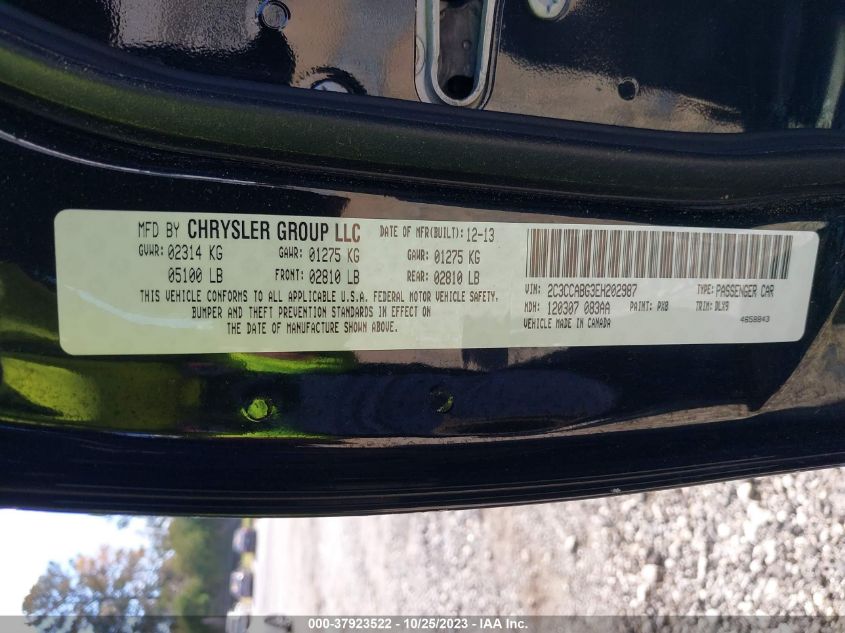 MFD BY CHRYSLER GROUP LLC DATE OF MFR(BUILT): 12-13
GVWR: 02314 KG GAWR: 01275 KG GAWR: 01275 KG
05100 LB FRONT: 02810 LB REAR: 02810 LB
THIS VEHICLE CONFORMS TO ALL APPLICABLE U.S.A. FEDERAL MOTOR VEHICLE SAFETY,
BUMPER AND THEFT PREVENTION STANDARDS IN EFFECT ON
THE DATE OF MANUFACTURE SHOWN ABOVE.
VIN: 2C3CCABG3EH202987 TYPE: PASSENGER CAR
MDH: 120307 083AA PAINT: PX8 TRIM: DLX9
VEHICLE MADE IN CANADA 4658843
000-37923522 - 10/25/2023 - IAA Inc.